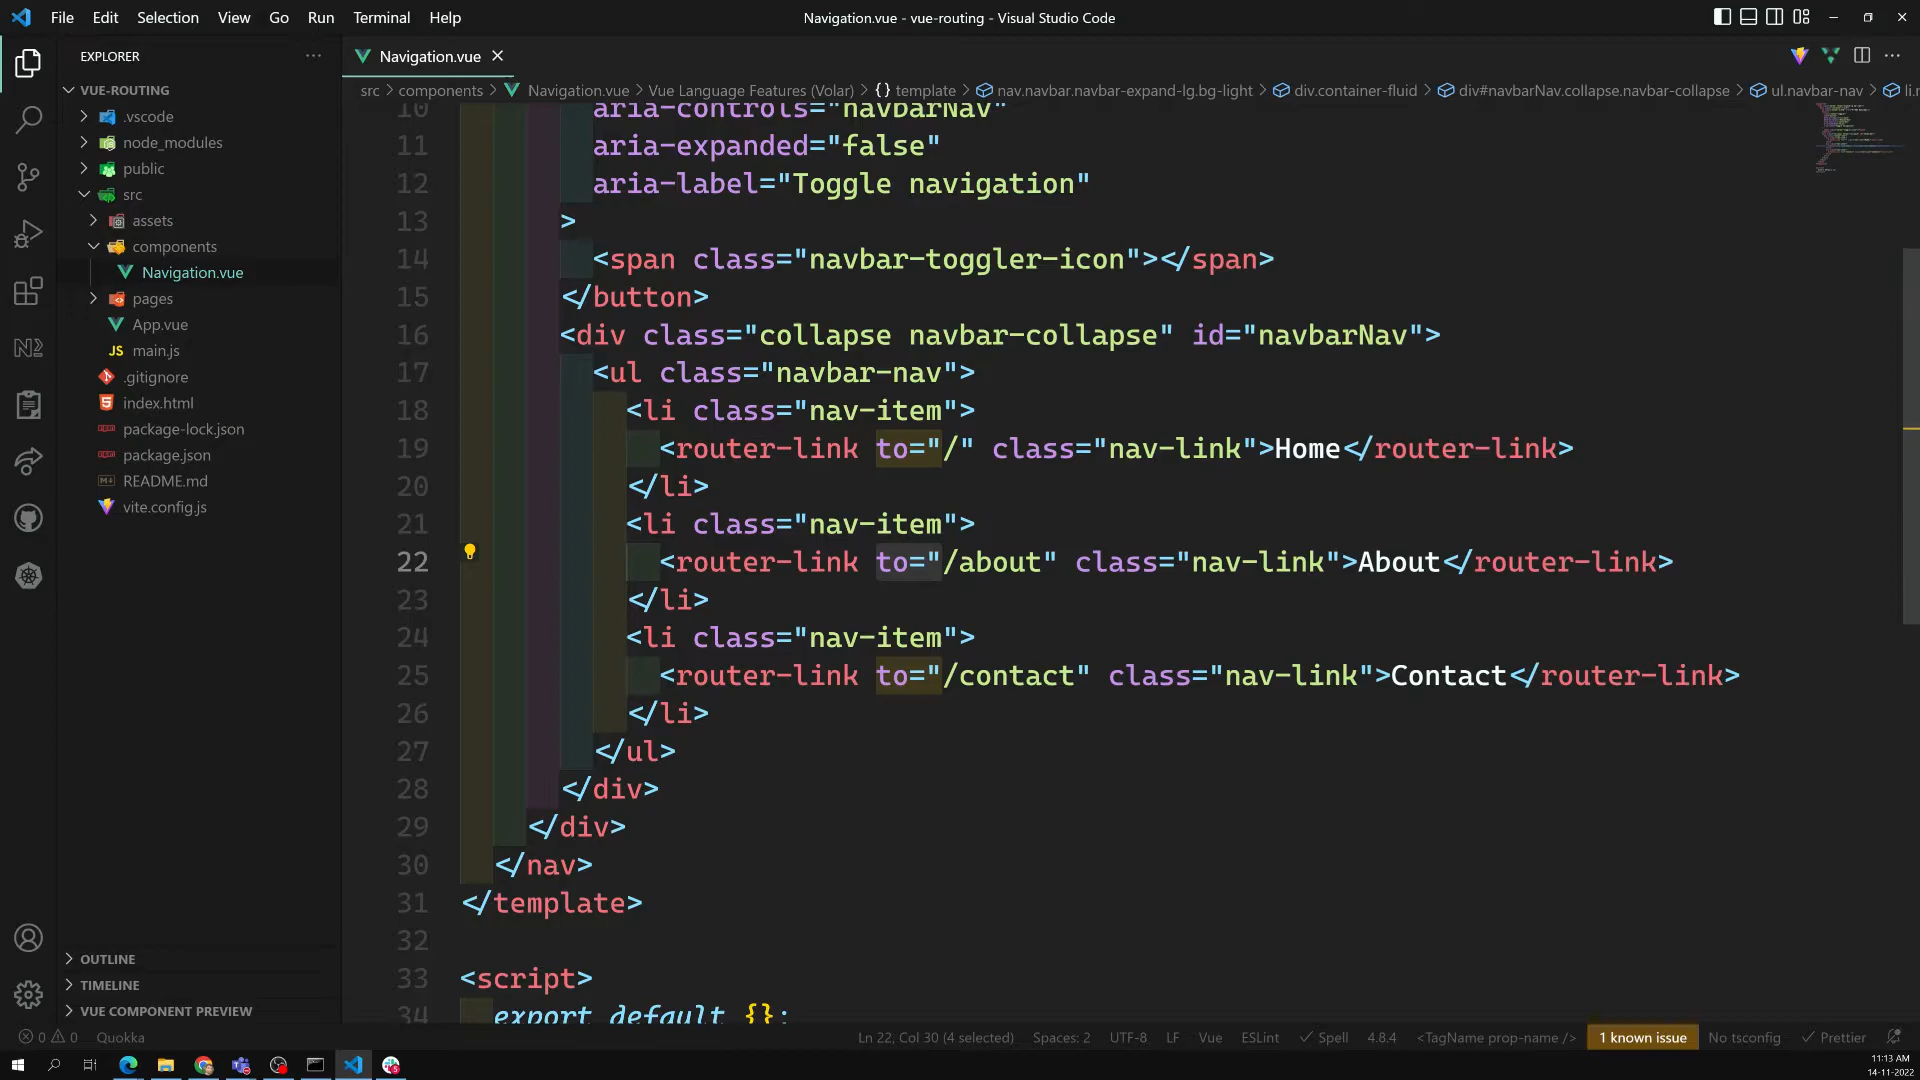 File Edit Selection View Go Run Terminal Help
Navigation.vue - vue-routing - Visual Studio Code
EXPLORER
VUE-ROUTING
.vscode
node_modules
public
src
assets
components
Navigation.vue
pages
App.vue
JS main.js
.gitignore
index.html
package-lock.json
package.json
README.md
vite.config.js
OUTLINE
TIMELINE
VUE COMPONENT PREVIEW
Navigation.vue
src > components > Navigation.vue > Vue Language Features (Volar) > {} template > nav.navbar.navbar-expand-lg.bg-light > div.container-fluid > div#navbarNav.collapse.navbar-collapse > ul.navbar-nav > li.r
10 aria-controls="navbarNav"
11 aria-expanded="false"
12 aria-label="Toggle navigation"
13 >
14 <span class="navbar-toggler-icon"></span>
15 </button>
16 <div class="collapse navbar-collapse" id="navbarNav">
17 <ul class="navbar-nav">
18 <li class="nav-item">
19 <router-link to="/" class="nav-link">Home</router-link>
20 </li>
21 <li class="nav-item">
22 <router-link to="/about" class="nav-link">About</router-link>
23 </li>
24 <li class="nav-item">
25 <router-link to="/contact" class="nav-link">Contact</router-link>
26 </li>
27 </ul>
28 </div>
29 </div>
30 </nav>
31 </template>
32
33 <script>
34 export default {};
0 0 Quokka
Ln 22, Col 30 (4 selected) Spaces: 2 UTF-8 LF Vue ESLint Spell 4.8.4 <TagName prop-name /> 1 known issue No tsconfig Prettier
11:13 AM
14-11-2022